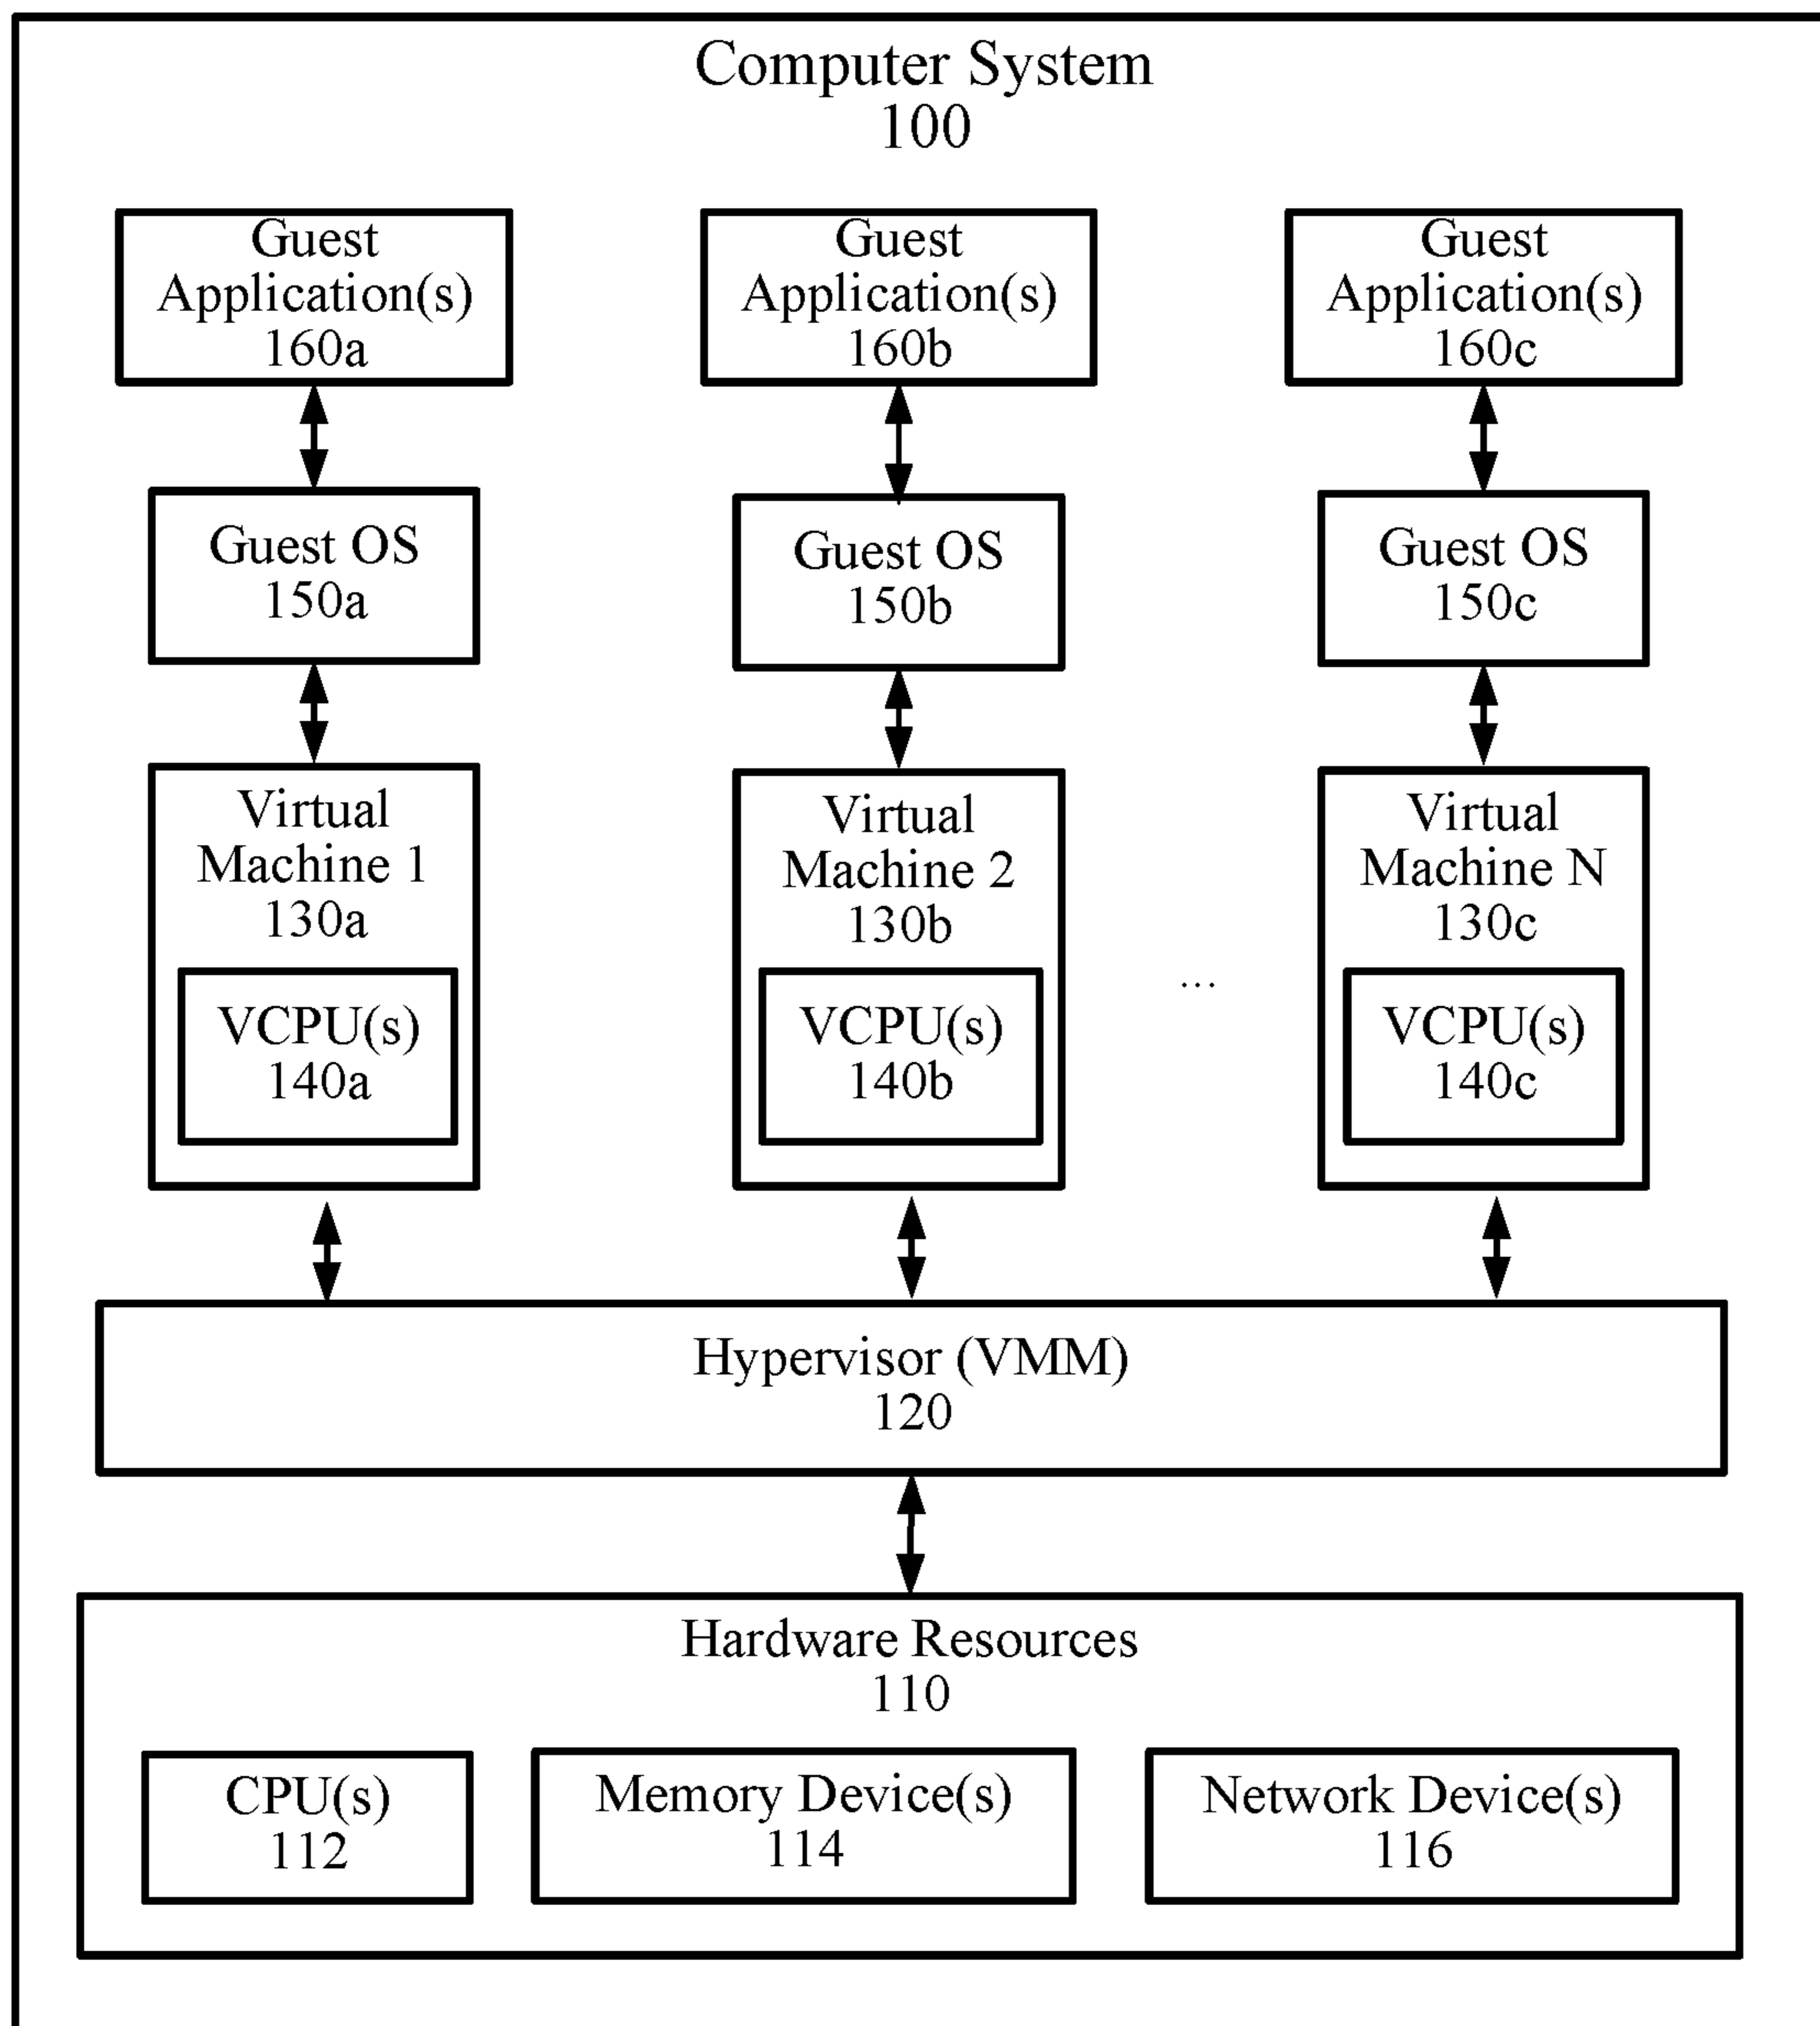 Computer System
100
Guest
Application(s)
160a
Guest
Application(s)
160b
Guest
Application(s)
160c
Guest OS
150a
Guest OS
150b
Guest OS
150c
Virtual
Machine 1
130a
VCPU(s)
140a
Virtual
Machine 2
130b
VCPU(s)
140b
...
Virtual
Machine N
130c
VCPU(s)
140c
Hypervisor (VMM)
120
Hardware Resources
110
CPU(s)
112
Memory Device(s)
114
Network Device(s)
116